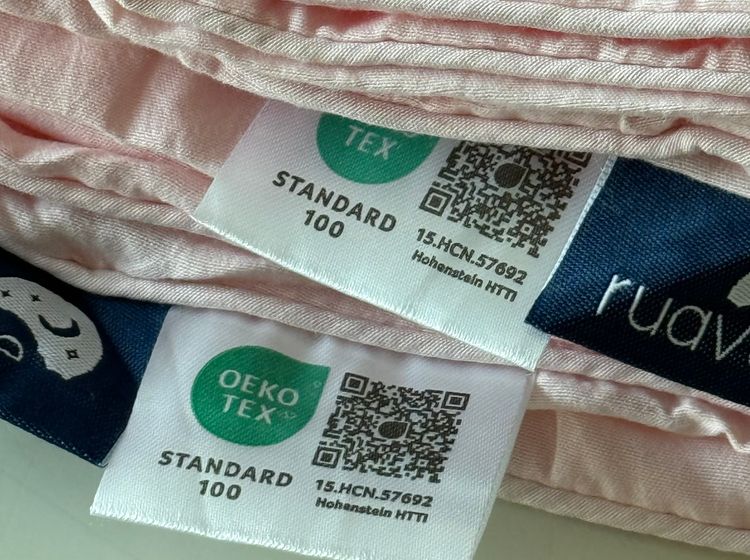 TEX
STANDARD
100
15.HCN.57692
Hohenstein HTTI
ruav
OEKO
TEX
STANDARD
100
15.HCN.57692
Hohenstein HTTI